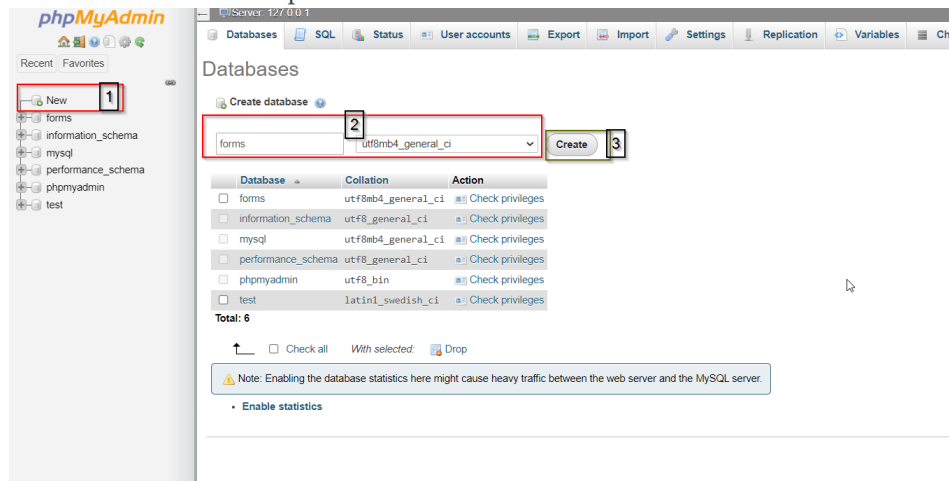 phpMyAdmin
Recent Favorites
New
1
forms
information_schema
mysql
performance_schema
phpmyadmin
test
Server: 127.0.0.1
Databases SQL Status User accounts Export Import Settings Replication Variables Ch
Databases
Create database
2
forms utf8mb4_general_ci Create 3
Database Collation Action
forms utf8mb4_general_ci Check privileges
information_schema utf8_general_ci Check privileges
mysql utf8mb4_general_ci Check privileges
performance_schema utf8_general_ci Check privileges
phpmyadmin utf8_bin Check privileges
test latin1_swedish_ci Check privileges
Total: 6
Check all With selected: Drop
Note: Enabling the database statistics here might cause heavy traffic between the web server and the MySQL server.
• Enable statistics